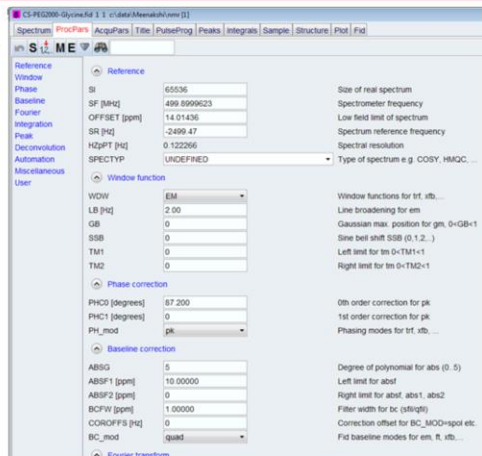 CS-PEG2000-Glycine.fid 1 1 c:\data\Meenakshi\nmr [1]
Spectrum ProcPars AcquPars Title PulseProg Peaks Integrals Sample Structure Plot Fid
S M E
Reference
Window
Phase
Baseline
Fourier
Integration
Peak
Deconvolution
Automation
Miscellaneous
User
Reference
SI 65536 Size of real spectrum
SF [MHz] 499.8999623 Spectrometer frequency
OFFSET [ppm] 14.01436 Low field limit of spectrum
SR [Hz] -2499.47 Spectrum reference frequency
HZpPT [Hz] 0.122266 Spectral resolution
SPECTYP UNDEFINED Type of spectrum e.g. COSY, HMQC, ...
Window function
WDW EM Window functions for trf, xfb,...
LB [Hz] 2.00 Line broadening for em
GB 0 Gaussian max. position for gm, 0<GB<1
SSB 0 Sine bell shift SSB (0,1,2,..)
TM1 0 Left limit for tm 0<TM1<1
TM2 0 Right limit for tm 0<TM2<1
Phase correction
PHC0 [degrees] 87.200 0th order correction for pk
PHC1 [degrees] 0 1st order correction for pk
PH_mod pk Phasing modes for trf, xfb, ...
Baseline correction
ABSG 5 Degree of polynomial for abs (0..5)
ABSF1 [ppm] 10.00000 Left limit for absf
ABSF2 [ppm] 0 Right limit for absf, abs1, abs2
BCFW [ppm] 1.00000 Filter width for bc (sfil/qfil)
COROFFS [Hz] 0 Correction offset for BC_MOD=spol etc.
BC_mod quad Fid baseline modes for em, ft, xfb,...
Fourier transform